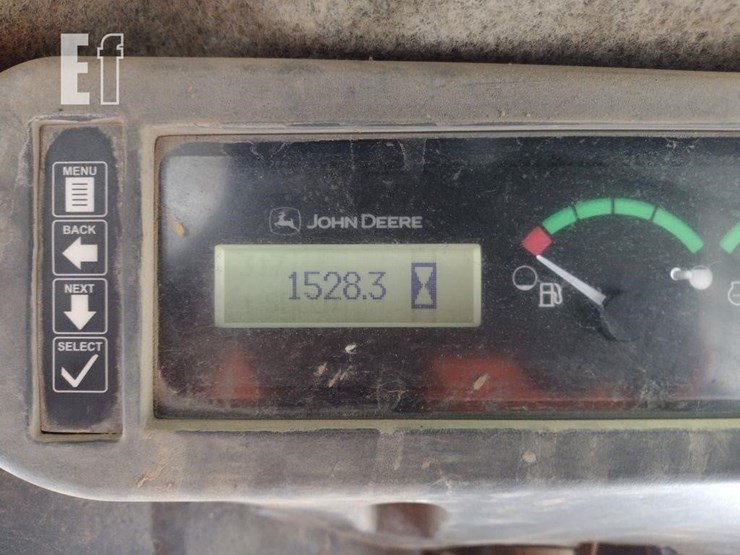 Ef
MENU
BACK
NEXT
SELECT
JOHN DEERE
1528.3